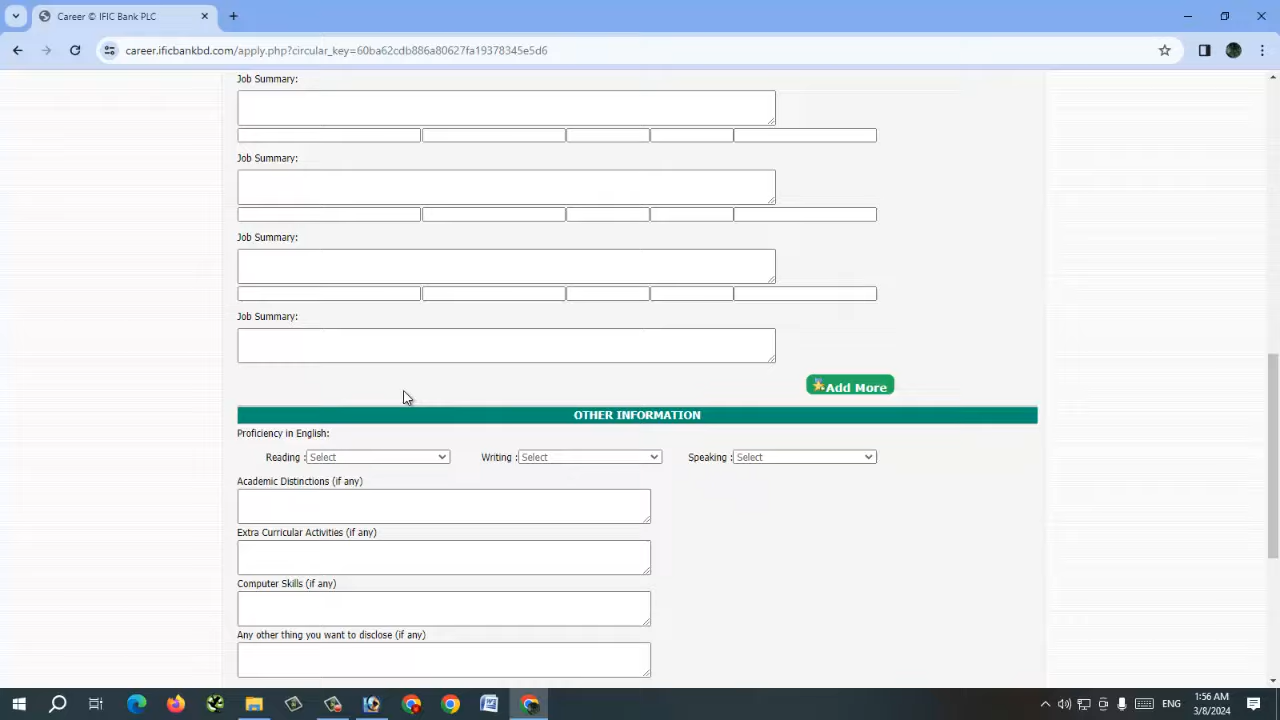 Career © IFIC Bank PLC
career.ificbankbd.com/apply.php?circular_key=60ba62cdb886a80627fa19378345e5d6
Job Summary:
Job Summary:
Job Summary:
Job Summary:
Add More
OTHER INFORMATION
Proficiency in English:
Reading : Select Writing : Select Speaking : Select
Academic Distinctions (if any)
Extra Curricular Activities (if any)
Computer Skills (if any)
Any other thing you want to disclose (if any)
ENG
1:56 AM
3/8/2024